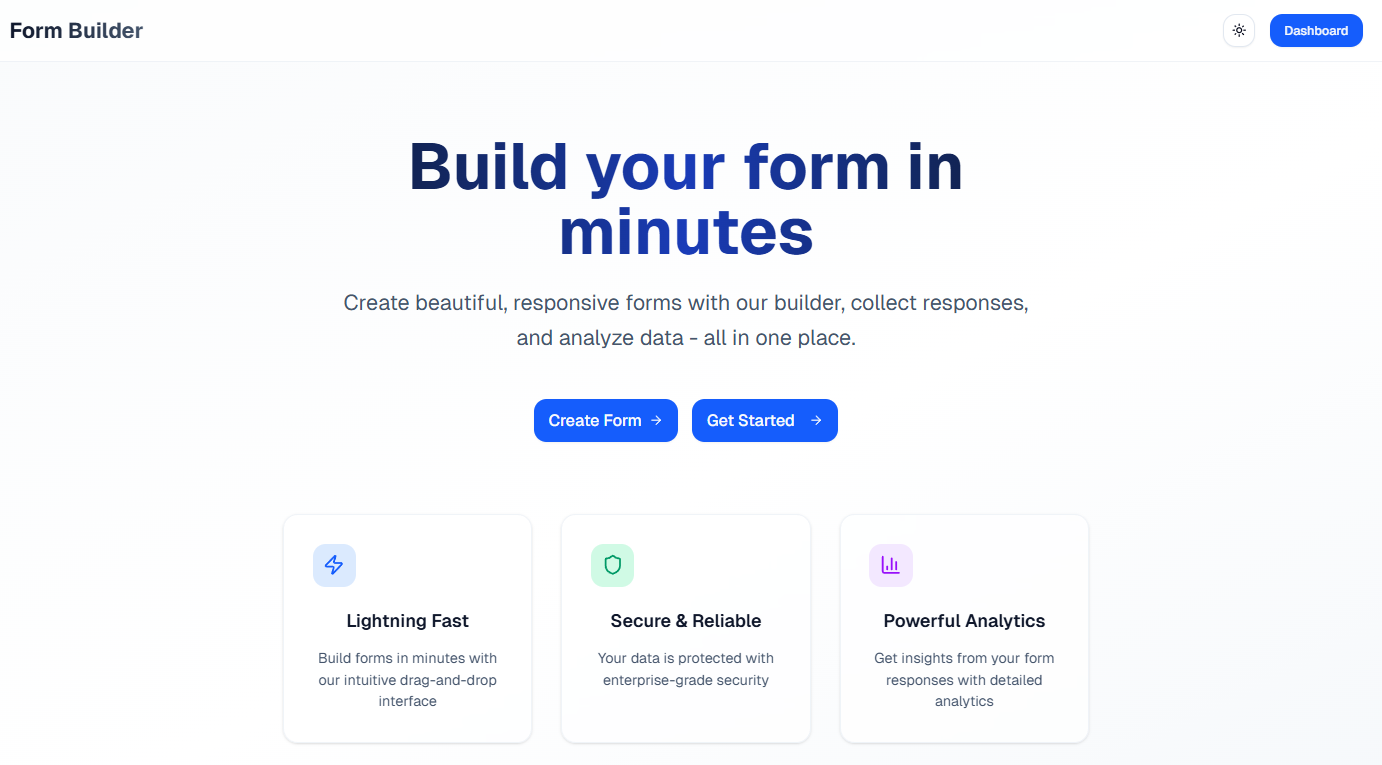 Form Builder
Dashboard
Build your form in
minutes
Create beautiful, responsive forms with our builder, collect responses,
and analyze data - all in one place.
Create Form →
Get Started →
Lightning Fast
Build forms in minutes with
our intuitive drag-and-drop
interface
Secure & Reliable
Your data is protected with
enterprise-grade security
Powerful Analytics
Get insights from your form
responses with detailed
analytics